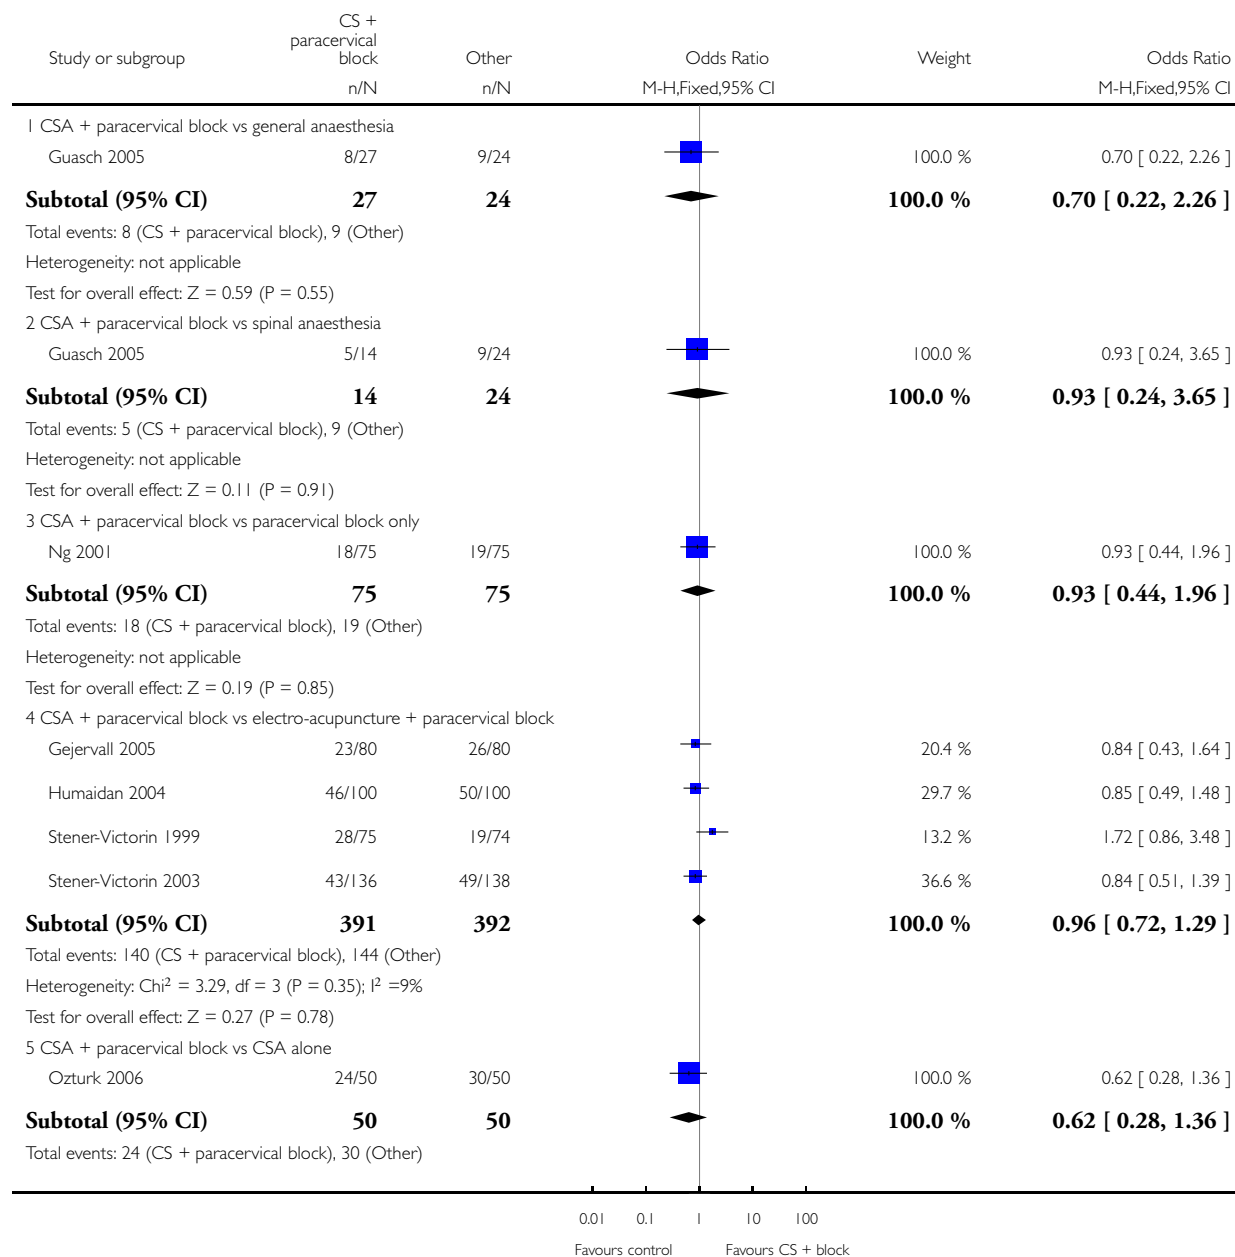 CS +
paracervical
Study or subgroup block Other Odds Ratio Weight Odds Ratio
n/N n/N M-H,Fixed,95% CI M-H,Fixed,95% CI
1 CSA + paracervical block vs general anaesthesia
Guasch 2005 8/27 9/24 100.0 % 0.70 [ 0.22, 2.26 ]
Subtotal (95% CI) 27 24 100.0 % 0.70 [ 0.22, 2.26 ]
Total events: 8 (CS + paracervical block), 9 (Other)
Heterogeneity: not applicable
Test for overall effect: Z = 0.59 (P = 0.55)
2 CSA + paracervical block vs spinal anaesthesia
Guasch 2005 5/14 9/24 100.0 % 0.93 [ 0.24, 3.65 ]
Subtotal (95% CI) 14 24 100.0 % 0.93 [ 0.24, 3.65 ]
Total events: 5 (CS + paracervical block), 9 (Other)
Heterogeneity: not applicable
Test for overall effect: Z = 0.11 (P = 0.91)
3 CSA + paracervical block vs paracervical block only
Ng 2001 18/75 19/75 100.0 % 0.93 [ 0.44, 1.96 ]
Subtotal (95% CI) 75 75 100.0 % 0.93 [ 0.44, 1.96 ]
Total events: 18 (CS + paracervical block), 19 (Other)
Heterogeneity: not applicable
Test for overall effect: Z = 0.19 (P = 0.85)
4 CSA + paracervical block vs electro-acupuncture + paracervical block
Gejervall 2005 23/80 26/80 20.4 % 0.84 [ 0.43, 1.64 ]
Humaidan 2004 46/100 50/100 29.7 % 0.85 [ 0.49, 1.48 ]
Stener-Victorin 1999 28/75 19/74 13.2 % 1.72 [ 0.86, 3.48 ]
Stener-Victorin 2003 43/136 49/138 36.6 % 0.84 [ 0.51, 1.39 ]
Subtotal (95% CI) 391 392 100.0 % 0.96 [ 0.72, 1.29 ]
Total events: 140 (CS + paracervical block), 144 (Other)
Heterogeneity: Chi² = 3.29, df = 3 (P = 0.35); I² =9%
Test for overall effect: Z = 0.27 (P = 0.78)
5 CSA + paracervical block vs CSA alone
Ozturk 2006 24/50 30/50 100.0 % 0.62 [ 0.28, 1.36 ]
Subtotal (95% CI) 50 50 100.0 % 0.62 [ 0.28, 1.36 ]
Total events: 24 (CS + paracervical block), 30 (Other)
0.01 0.1 1 10 100
Favours control Favours CS + block